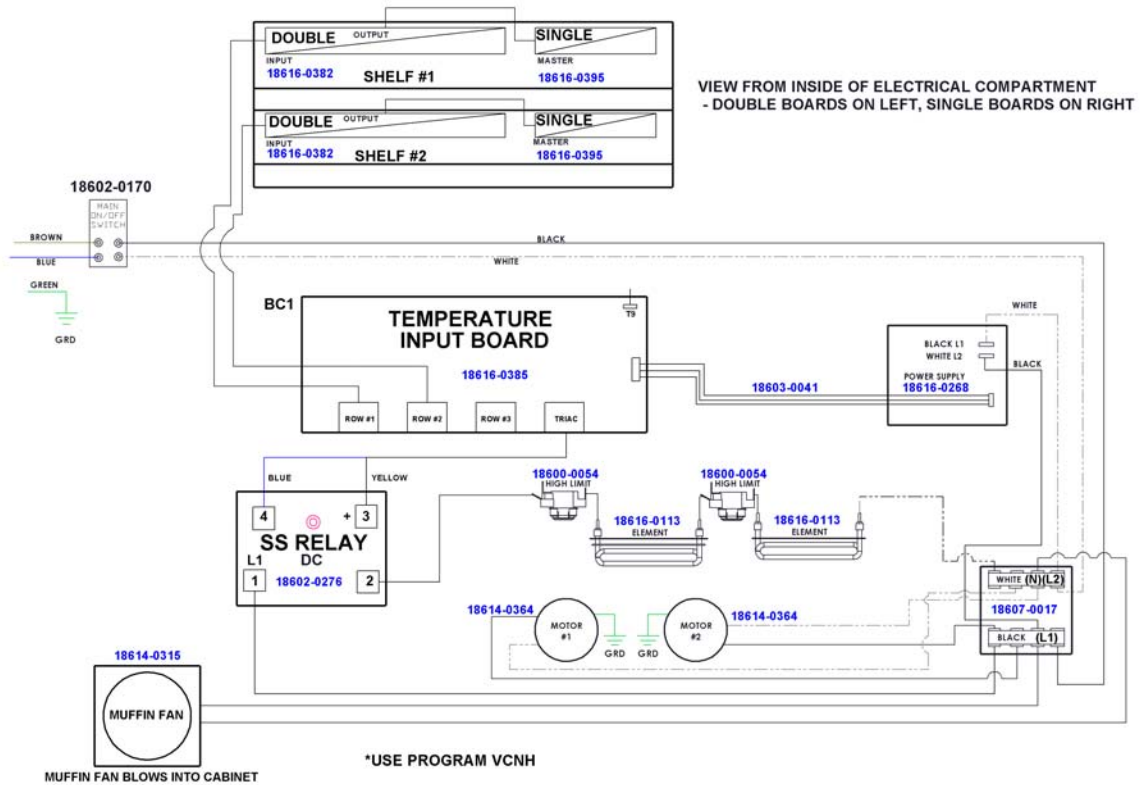 DOUBLE OUTPUT SINGLE
INPUT MASTER
18616-0382 SHELF #1 18616-0395
VIEW FROM INSIDE OF ELECTRICAL COMPARTMENT
- DOUBLE BOARDS ON LEFT, SINGLE BOARDS ON RIGHT
DOUBLE OUTPUT SINGLE
INPUT MASTER
18616-0382 SHELF #2 18616-0395
18602-0170
MAIN
ON/OFF
SWITCH
BROWN
BLACK
BLUE
WHITE
GREEN
GRD
BC1
T9
TEMPERATURE
INPUT BOARD
18616-0385
ROW #1 ROW #2 ROW #3 TRIAC
18603-0041
WHITE
BLACK L1
WHITE L2
BLACK
POWER SUPPLY
18616-0268
BLUE YELLOW
4 + 3
SS RELAY
L1 DC
1 18602-0276 2
18600-0054 18600-0054
HIGH LIMIT HIGH LIMIT
18616-0113 18616-0113
ELEMENT ELEMENT
WHITE (N)(L2)
18607-0017
BLACK (L1)
18614-0364 18614-0364
MOTOR
#1
GRD GRD
MOTOR
#2
18614-0315
MUFFIN FAN
MUFFIN FAN BLOWS INTO CABINET
*USE PROGRAM VCNH